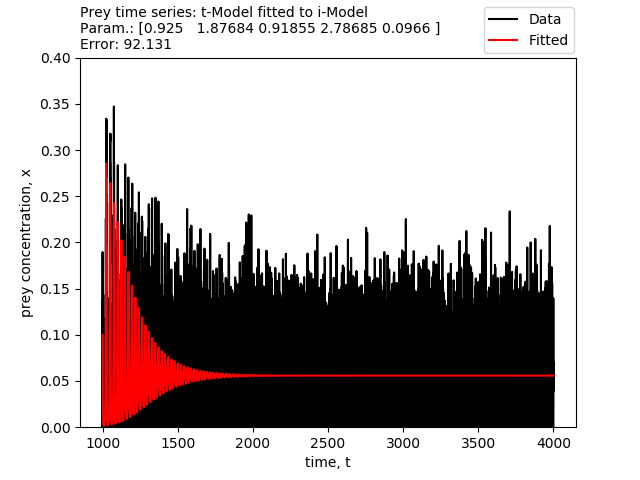 Prey time series: t-Model fitted to i-Model
Param.: [0.925   1.87684 0.91855 2.78685 0.0966 ]
Error: 92.131
Data
Fitted
0.40
0.35
0.30
0.25
0.20
0.15
0.10
0.05
0.00
prey concentration, x
1000 1500 2000 2500 3000 3500 4000
time, t